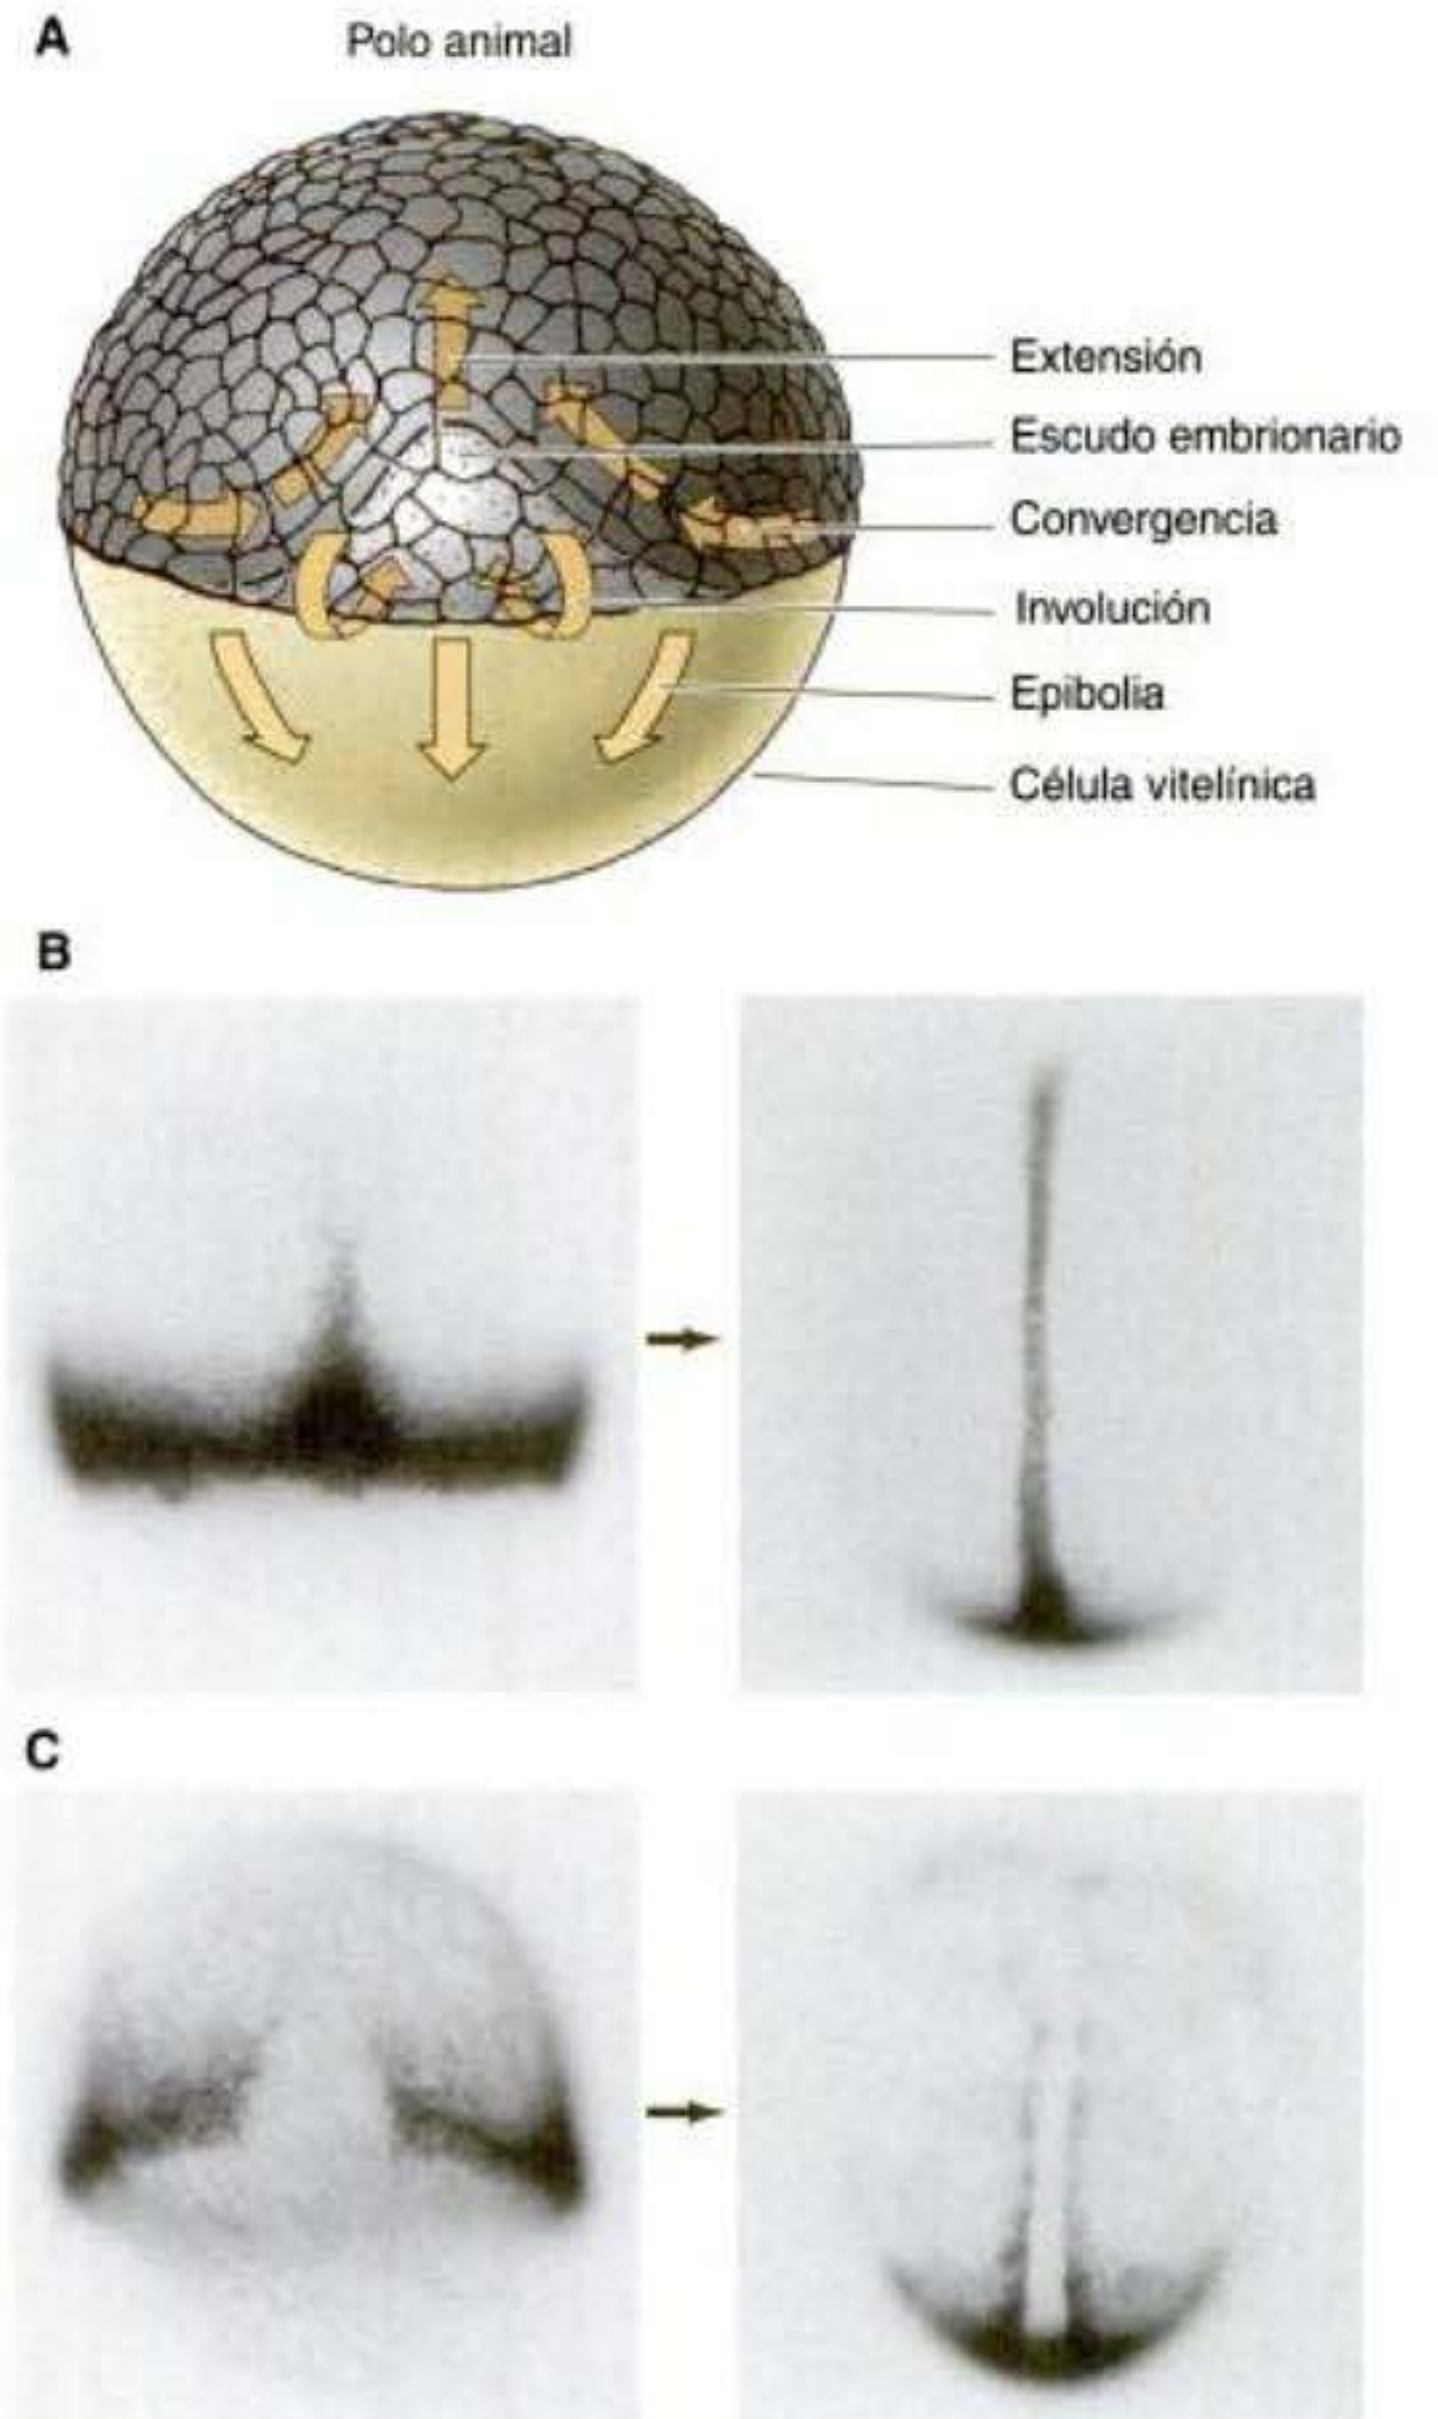 A
Polo animal
Extensión
Escudo embrionario
Convergencia
Involución
Epibolia
Célula vitelínica
B
C